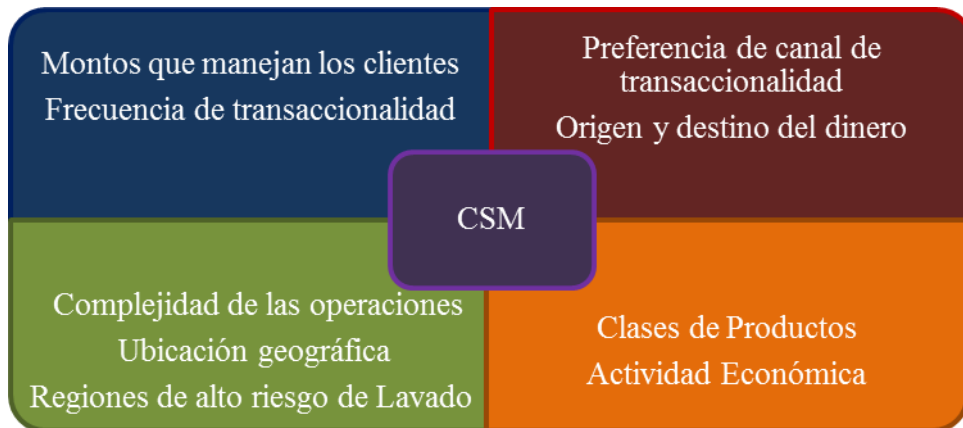 Montos que manejan los clientes
Frecuencia de transaccionalidad
Preferencia de canal de
transaccionalidad
Origen y destino del dinero
CSM
Complejidad de las operaciones
Ubicación geográfica
Regiones de alto riesgo de Lavado
Clases de Productos
Actividad Económica